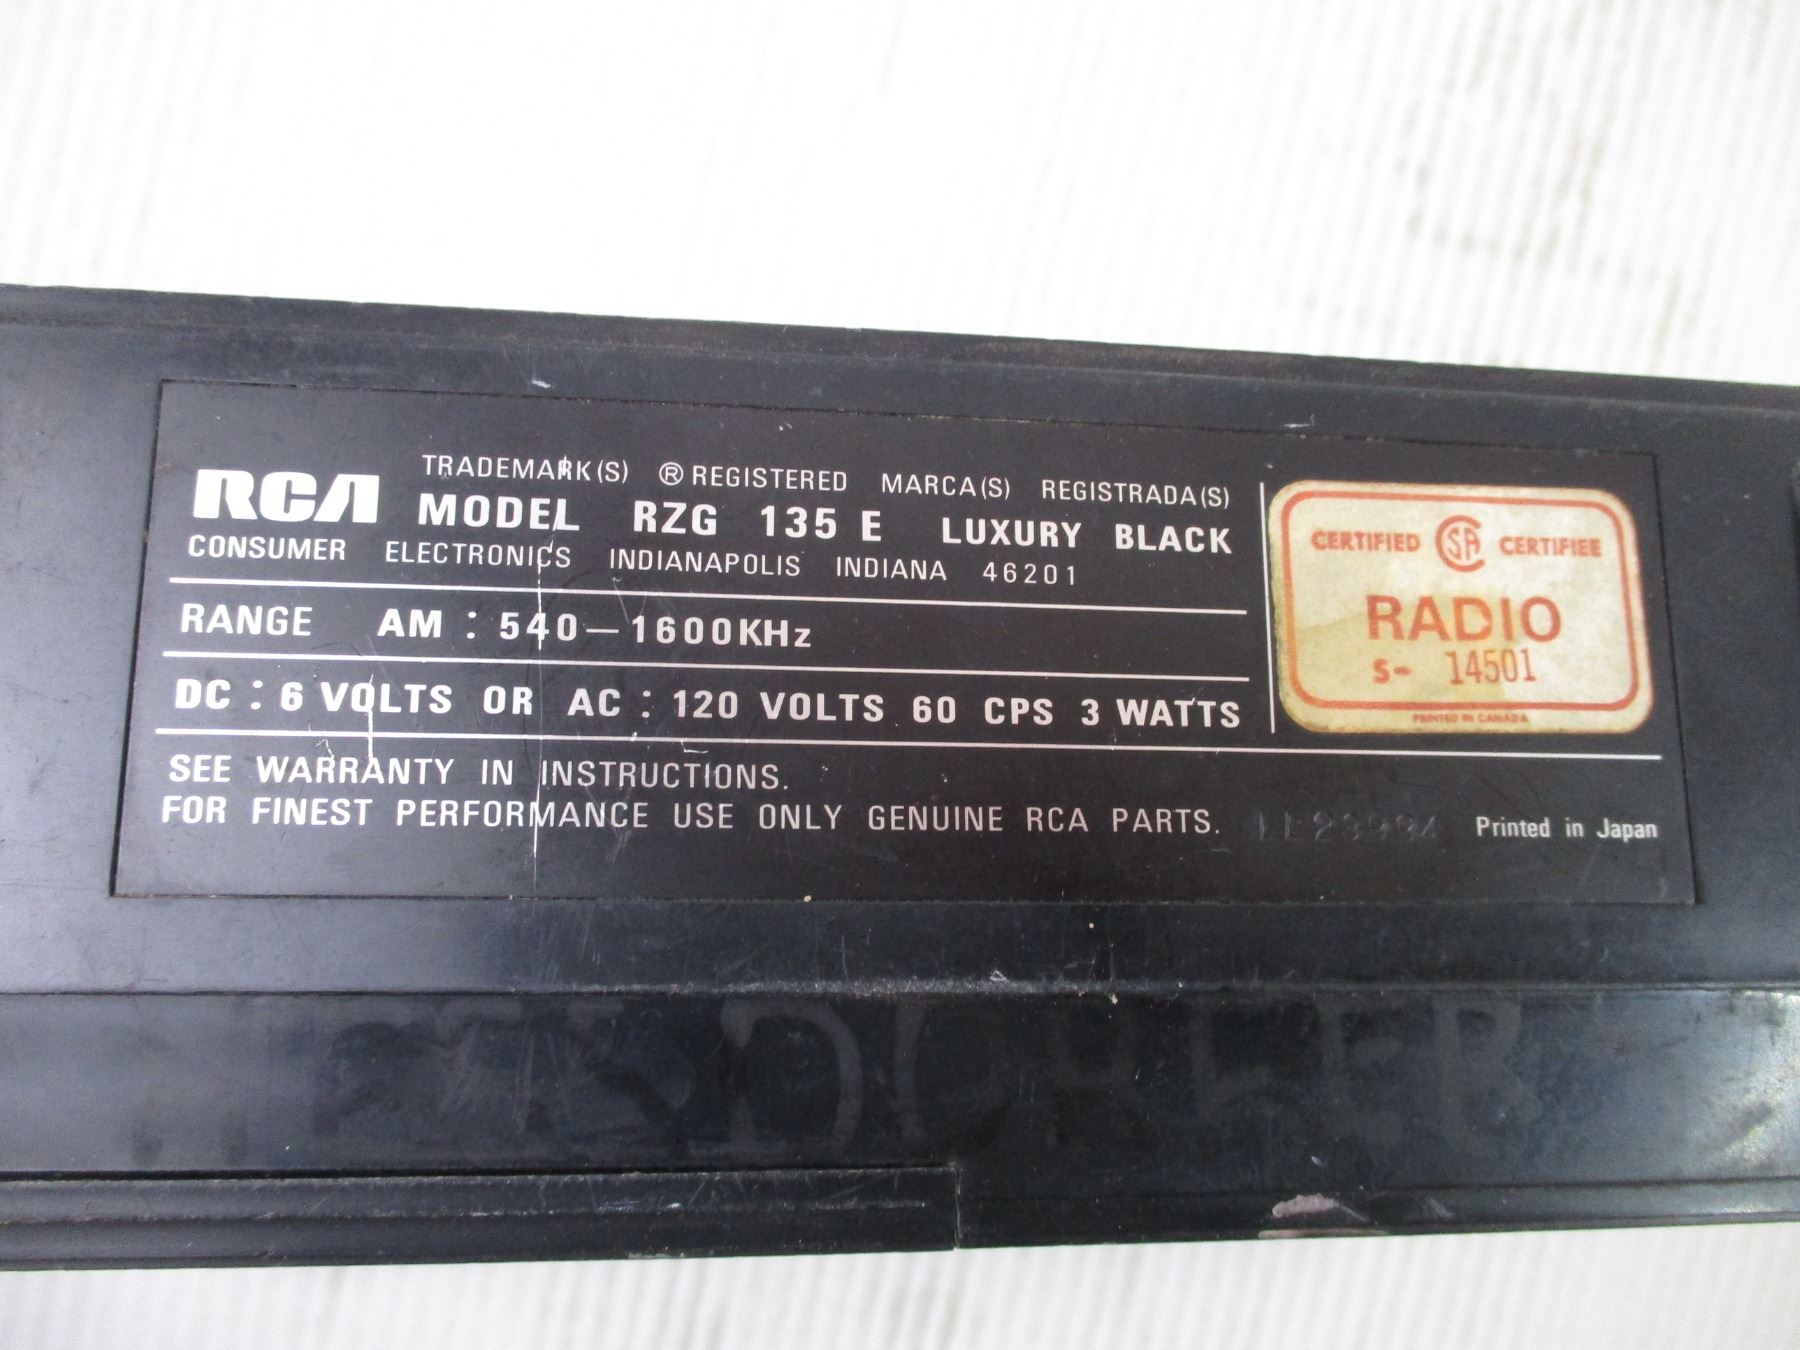 TRADEMARK(S) ® REGISTERED MARCA(S) REGISTRADA(S)
RCA MODEL RZG 135 E LUXURY BLACK
CONSUMER ELECTRONICS INDIANAPOLIS INDIANA 46201
RANGE AM : 540—1600KHz
DC : 6 VOLTS OR AC : 120 VOLTS 60 CPS 3 WATTS
CERTIFIED CSA CERTIFIEE
RADIO
S- 14501
PRINTED IN CANADA
SEE WARRANTY IN INSTRUCTIONS.
FOR FINEST PERFORMANCE USE ONLY GENUINE RCA PARTS.
Printed in Japan